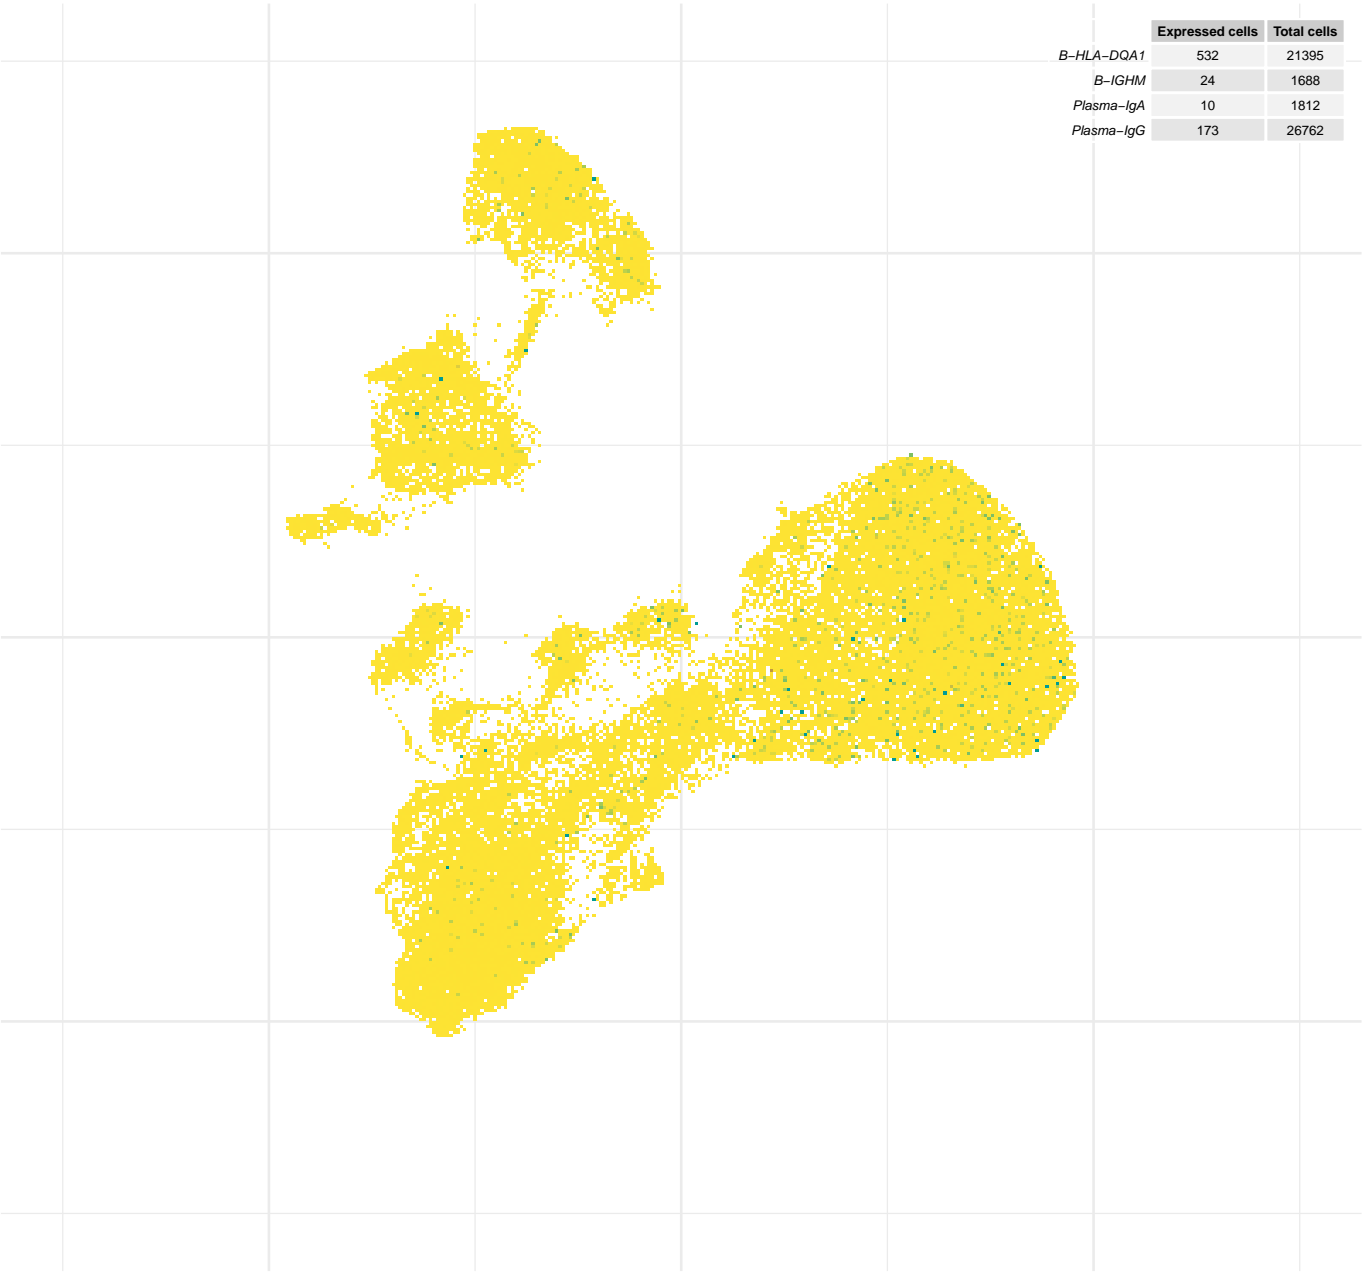 Expressed cells Total cells
B−HLA−DQA1 532 21395
B−IGHM 24 1688
Plasma−IgA 10 1812
Plasma−IgG 173 26762